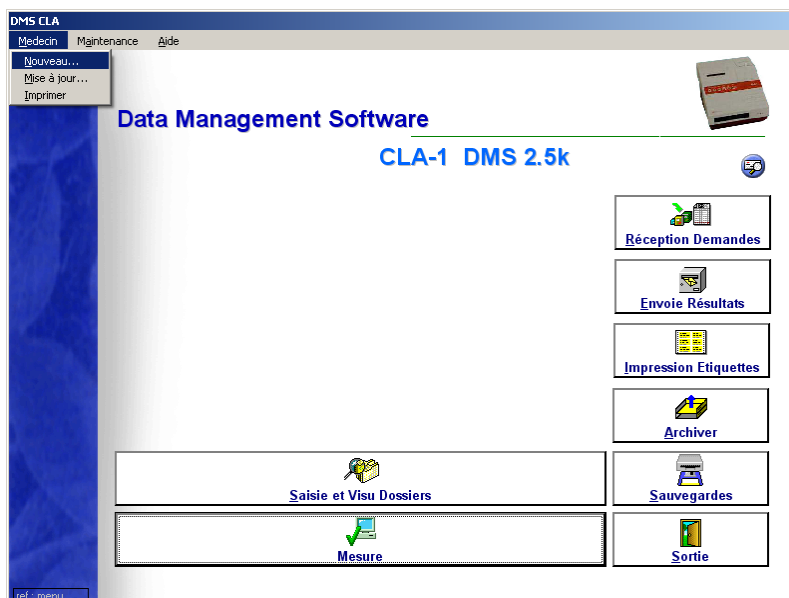 DMS CLA
Medecin Maintenance Aide
Nouveau...
Mise à jour...
Imprimer
Data Management Software
CLA-1 DMS 2.5k
Réception Demandes
Envoie Résultats
Impression Etiquettes
Archiver
Saisie et Visu Dossiers
Sauvegardes
Mesure
Sortie
ref : menu